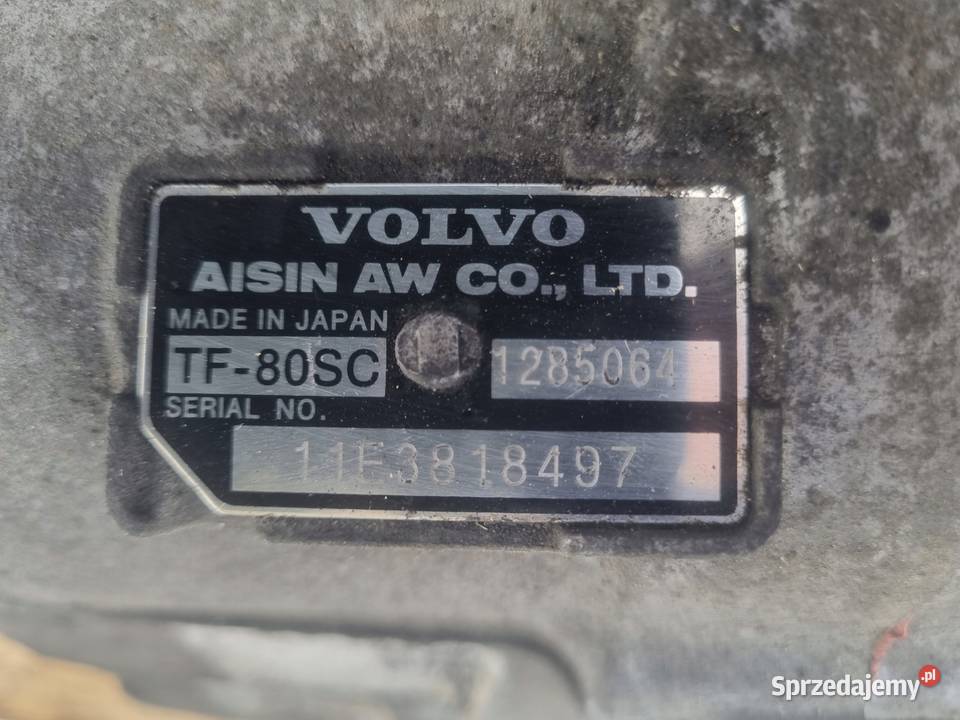 VOLVO
AISIN AW CO., LTD.
MADE IN JAPAN
TF-80SC 1285064
SERIAL NO.
11E3818497
Sprzedajemy.pl